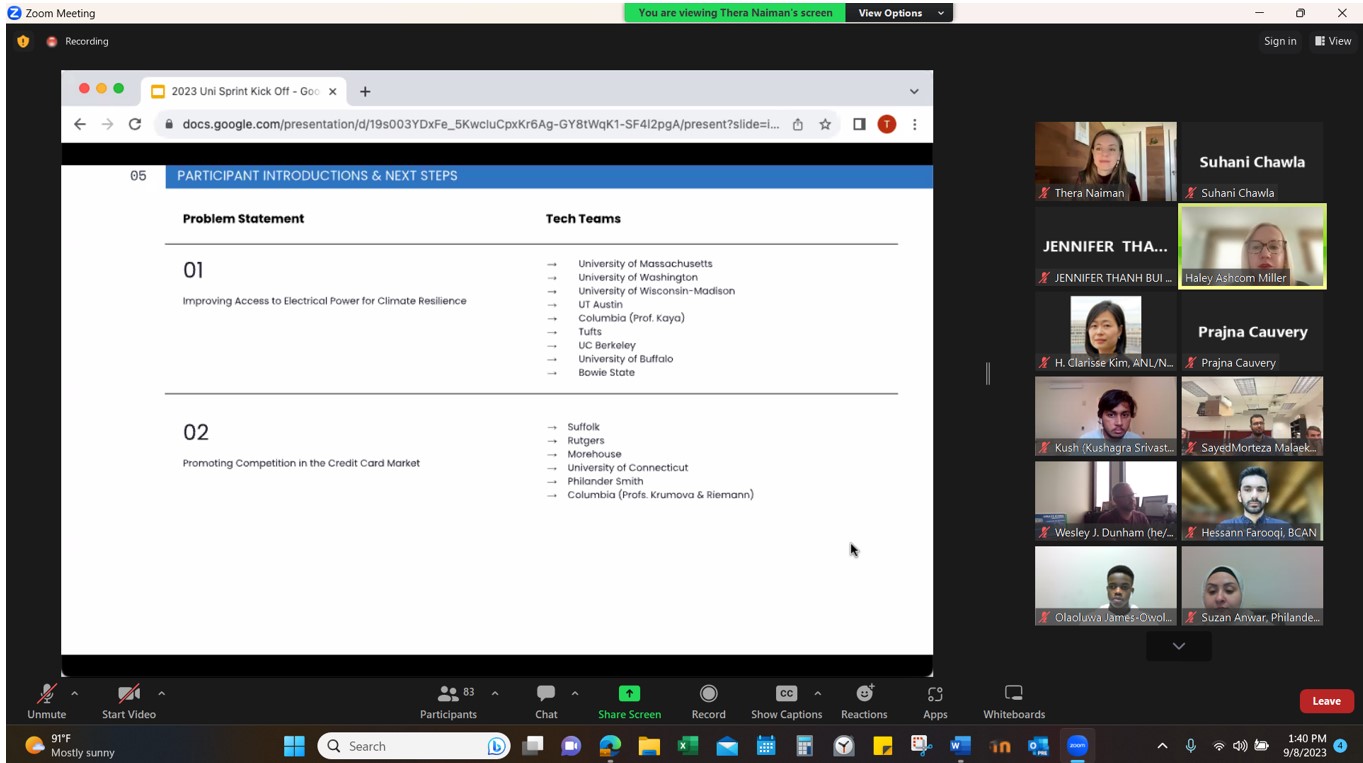 Zoom Meeting
You are viewing Thera Naiman's screen
View Options
Recording
Sign in
View
2023 Uni Sprint Kick Off - Goo
docs.google.com/presentation/d/19s003YDxFe_5KwcluCpxKr6Ag-GY8tWqK1-SF4l2pgA/present?slide=i...
T
05 PARTICIPANT INTRODUCTIONS & NEXT STEPS
Problem Statement
Tech Teams
01
Improving Access to Electrical Power for Climate Resilience
→ University of Massachusetts
→ University of Washington
→ University of Wisconsin-Madison
→ UT Austin
→ Columbia (Prof. Kaya)
→ Tufts
→ UC Berkeley
→ University of Buffalo
→ Bowie State
02
Promoting Competition in the Credit Card Market
→ Suffolk
→ Rutgers
→ Morehouse
→ University of Connecticut
→ Philander Smith
→ Columbia (Profs. Krumova & Riemann)
Thera Naiman
Suhani Chawla
Suhani Chawla
JENNIFER THA...
JENNIFER THANH BUI ...
Haley Ashcom Miller
H. Clarisse Kim, ANL/N...
Prajna Cauvery
Prajna Cauvery
Kush (Kushagra Srivast...
SayedMorteza Malaek...
Wesley J. Dunham (he/...
Hessann Farooqi, BCAN
Olaoluwa James-Owol...
Suzan Anwar, Philande...
Unmute
Start Video
83
Participants
Chat
Share Screen
Record
CC
Show Captions
Reactions
Apps
Whiteboards
Leave
91°F
Mostly sunny
Search
zoom
1:40 PM
9/8/2023
4